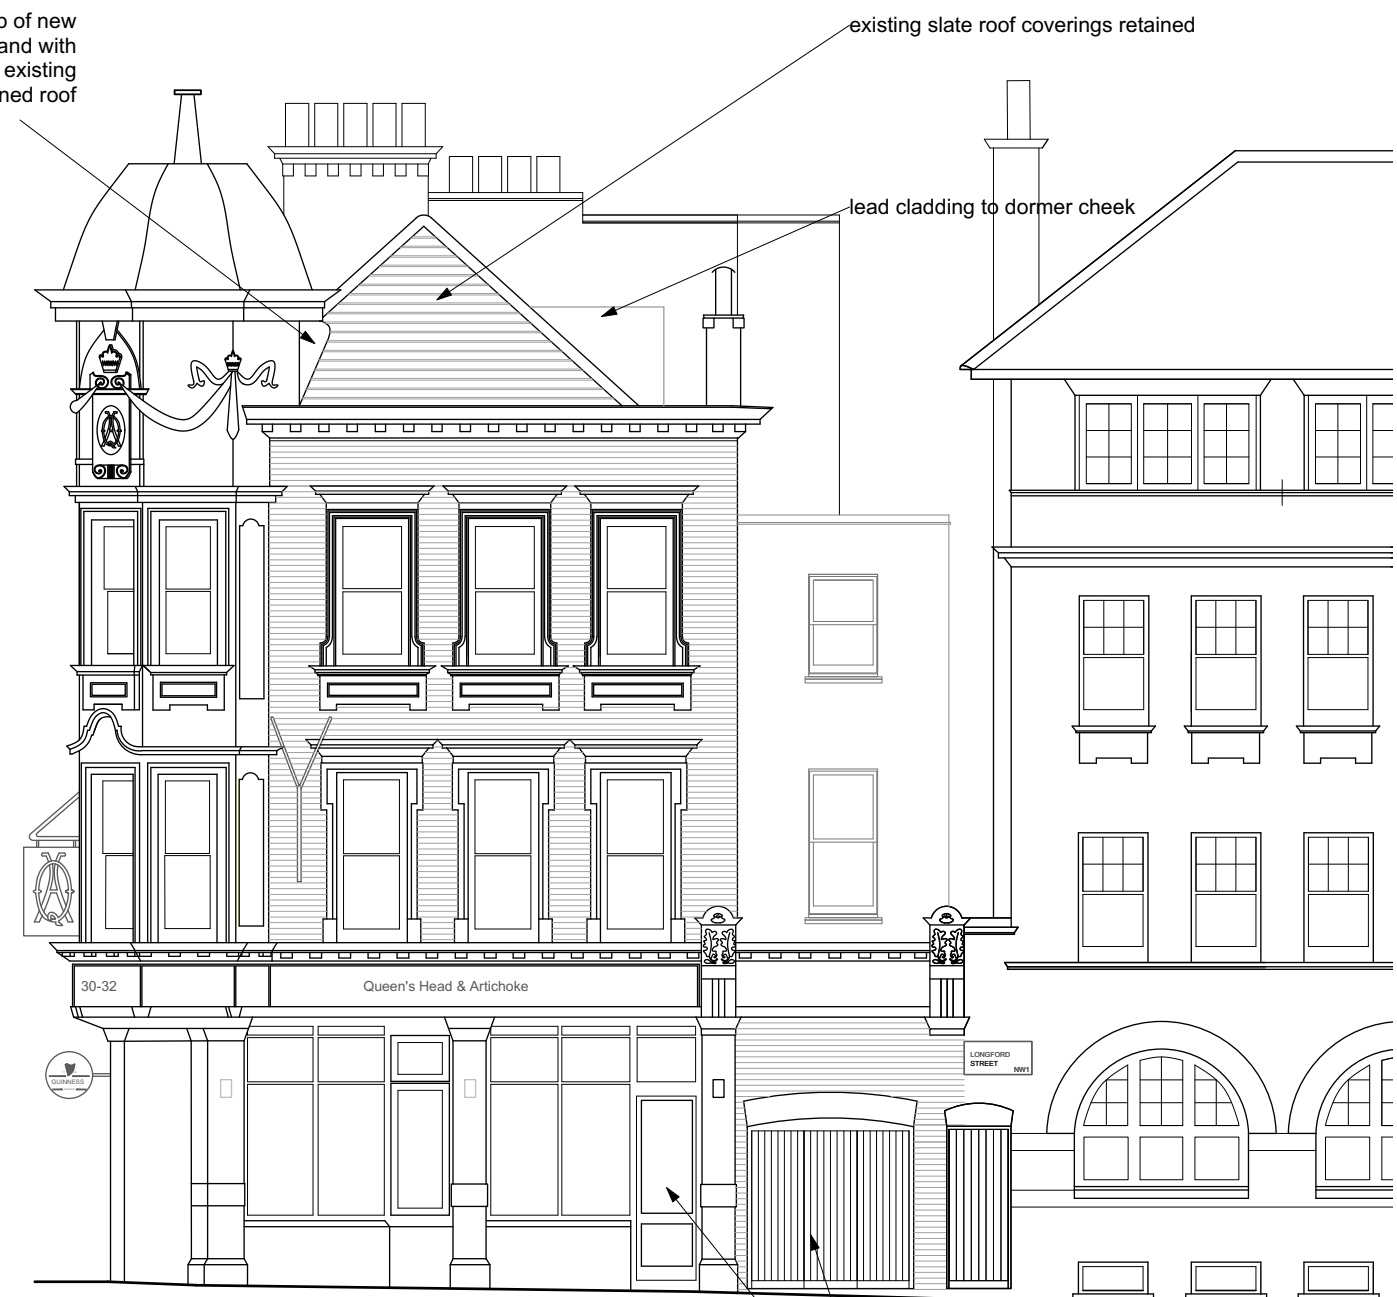 of new
and with
existing
ned roof
existing slate roof coverings retained
lead cladding to dormer cheek
30-32
Queen's Head & Artichoke
GUINNESS
LONGFORD
STREET
NW1